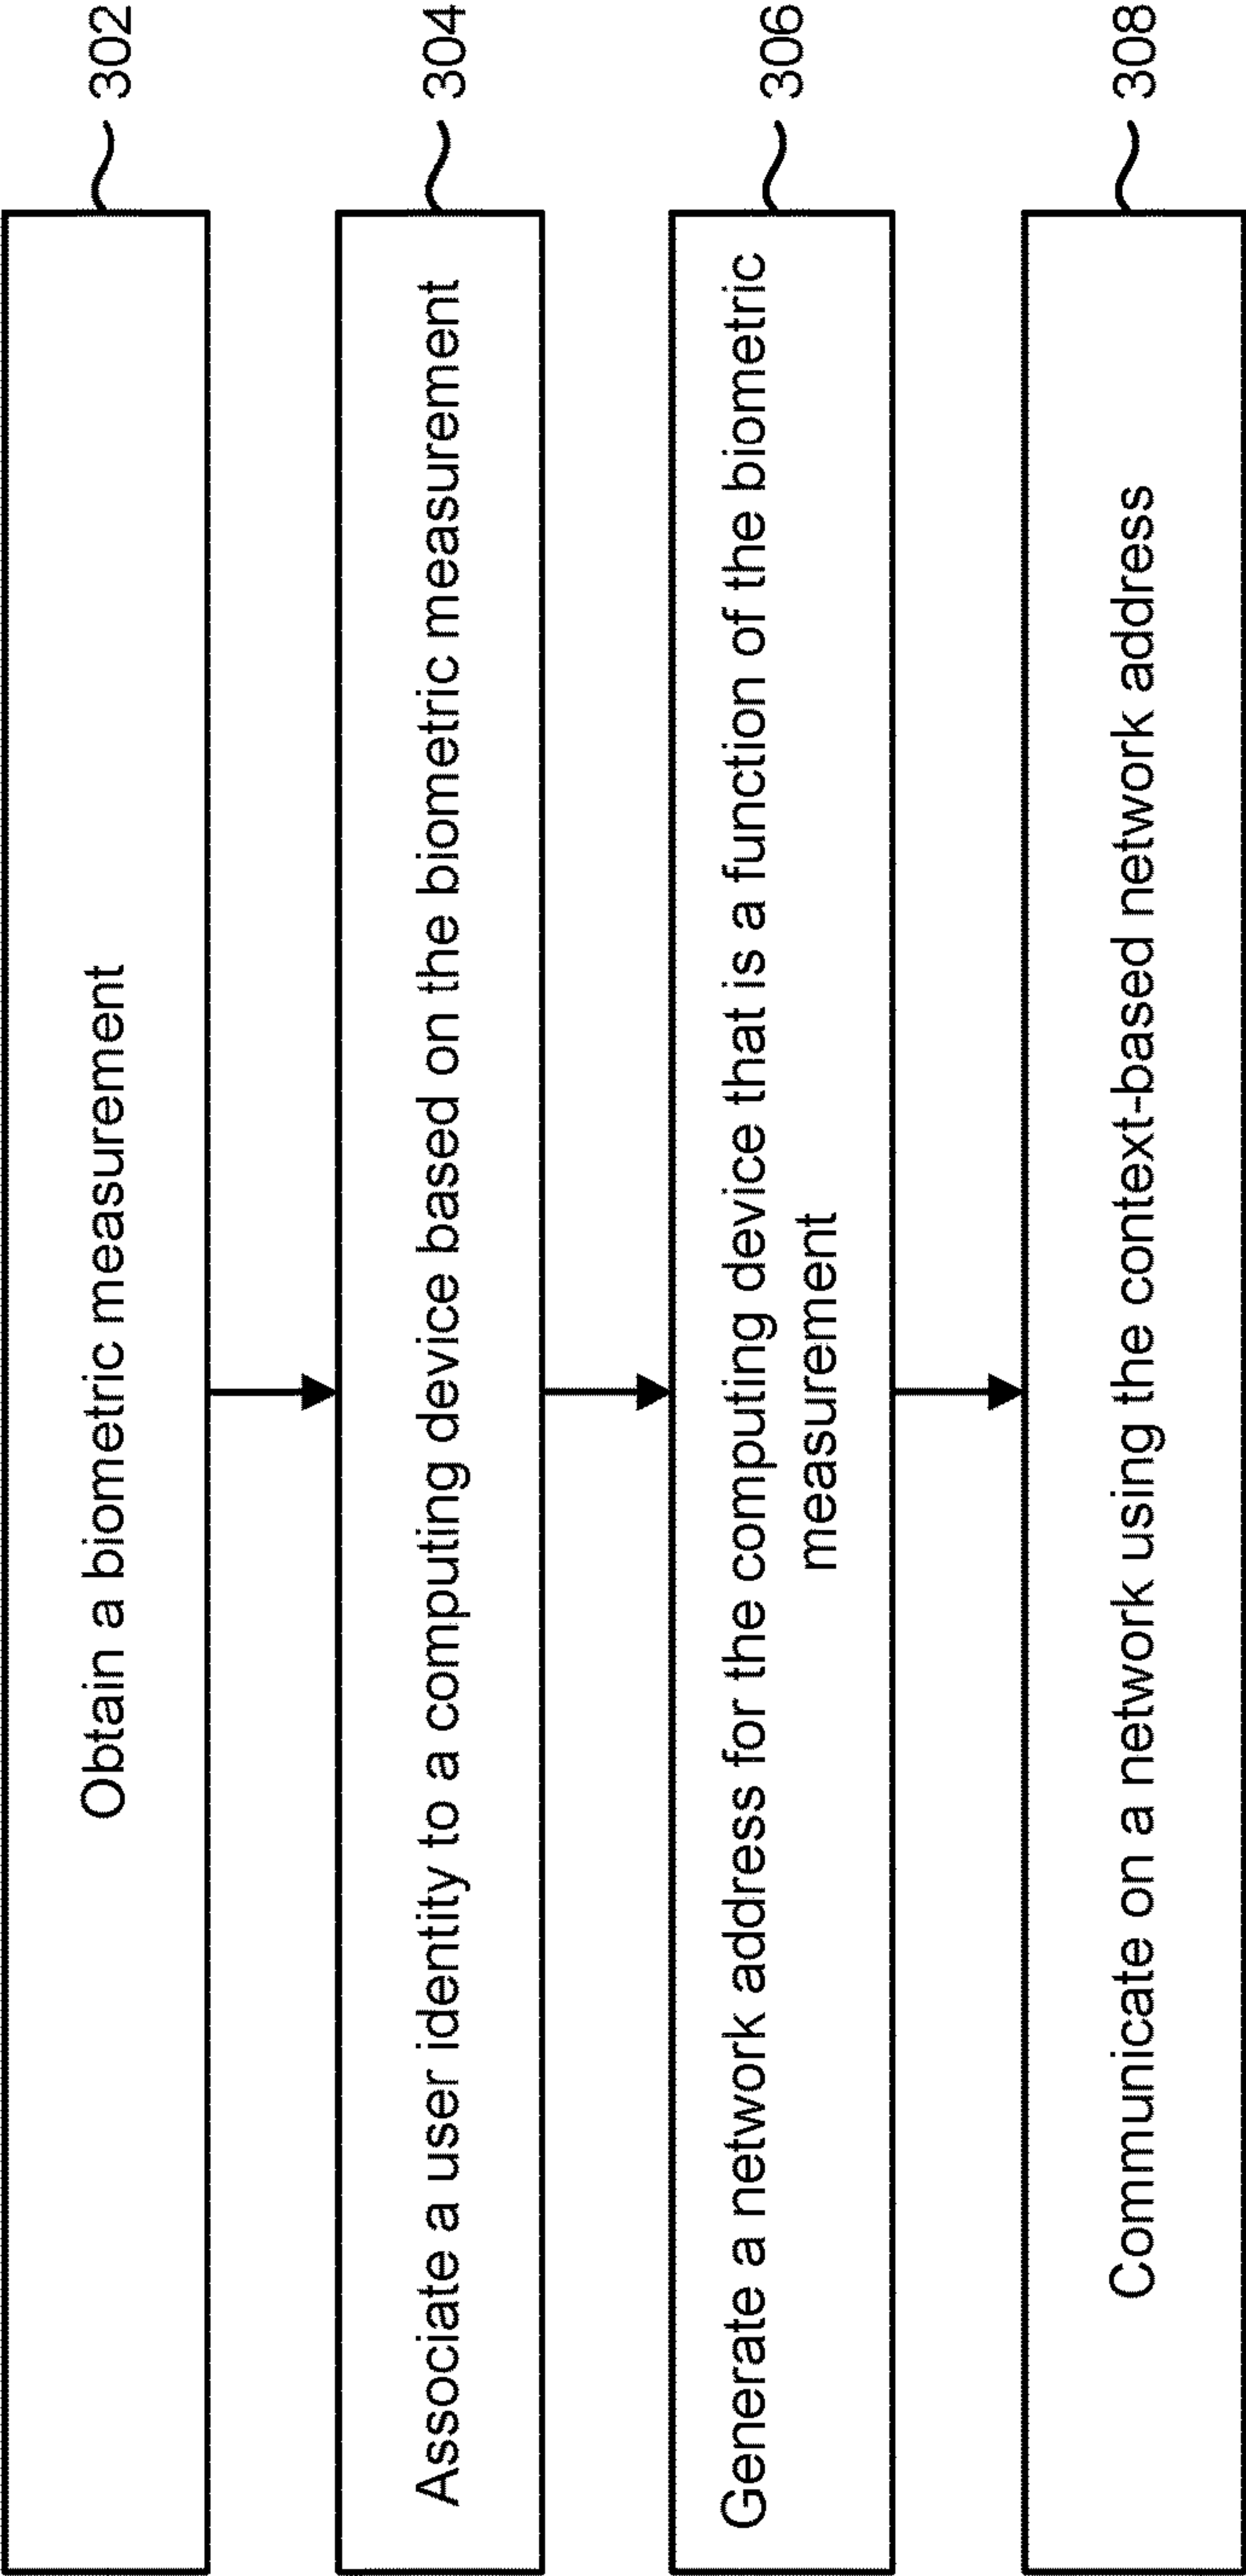 Obtain a biometric measurement
302
Associate a user identity to a computing device based on the biometric measurement
304
Generate a network address for the computing device that is a function of the biometric
measurement
306
Communicate on a network using the context-based network address
308